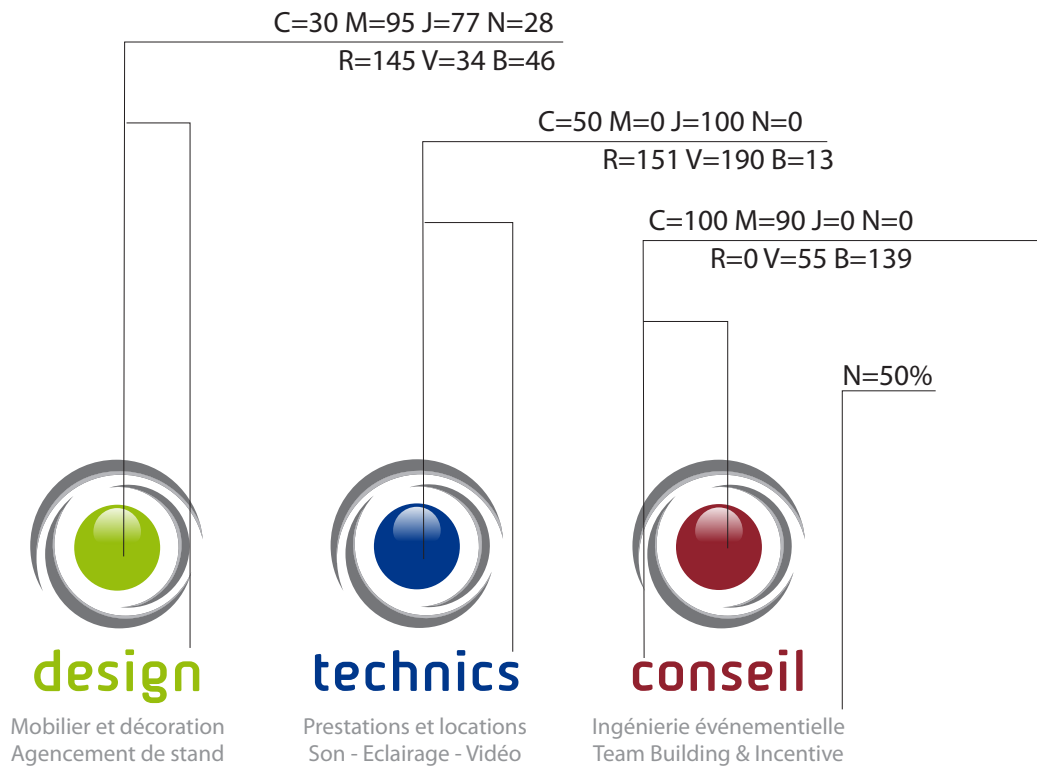 C=30 M=95 J=77 N=28
R=145 V=34 B=46
C=50 M=0 J=100 N=0
R=151 V=190 B=13
C=100 M=90 J=0 N=0
R=0 V=55 B=139
N=50%
design
Mobilier et décoration
Agencement de stand
technics
Prestations et locations
Son - Eclairage - Vidéo
conseil
Ingénierie événementielle
Team Building & Incentive